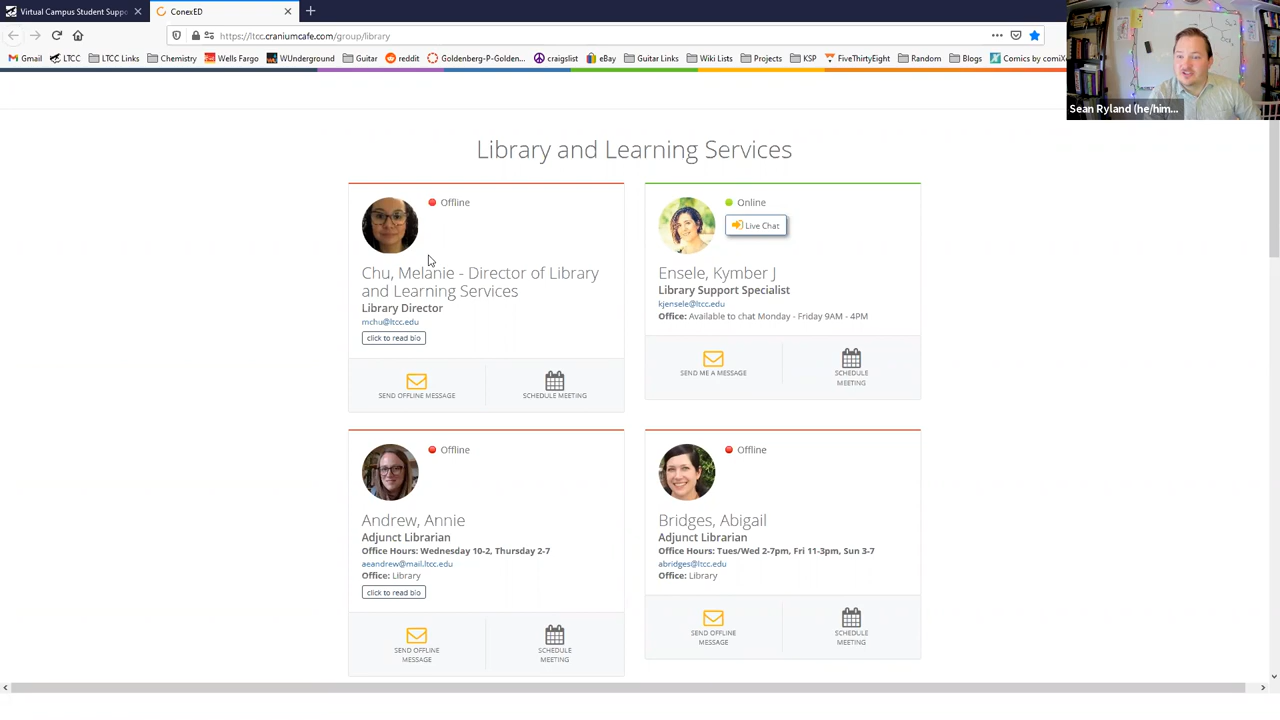 Virtual Campus Student Suppo
ConexED
https://ltcc.craniumcafe.com/group/library
Gmail
LTCC
LTCC Links
Chemistry
Wells Fargo
WUnderground
Guitar
reddit
Goldenberg-P-Golden...
craigslist
eBay
Guitar Links
Wiki Lists
Projects
KSP
FiveThirtyEight
Random
Blogs
Comics by comiX
Sean Ryland (he/him...
Library and Learning Services
Offline
Chu, Melanie - Director of Library
and Learning Services
Library Director
mchu@ltcc.edu
click to read bio
SEND OFFLINE MESSAGE
SCHEDULE MEETING
Online
Live Chat
Ensele, Kymber J
Library Support Specialist
kjensele@ltcc.edu
Office: Available to chat Monday - Friday 9AM - 4PM
SEND ME A MESSAGE
SCHEDULE
MEETING
Offline
Andrew, Annie
Adjunct Librarian
Office Hours: Wednesday 10-2, Thursday 2-7
aeandrew@mail.ltcc.edu
Office: Library
click to read bio
SEND OFFLINE
MESSAGE
SCHEDULE
MEETING
Offline
Bridges, Abigail
Adjunct Librarian
Office Hours: Tues/Wed 2-7pm, Fri 11-3pm, Sun 3-7
abridges@ltcc.edu
Office: Library
SEND OFFLINE
MESSAGE
SCHEDULE
MEETING